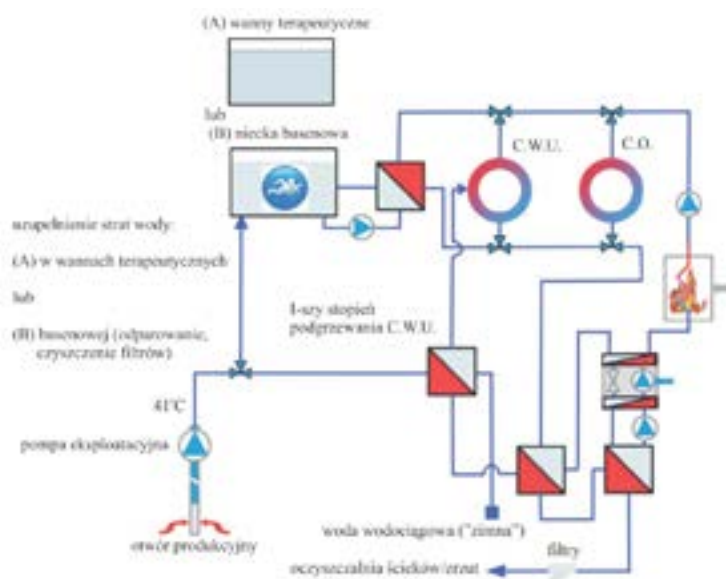 (A) wanny terapeutyczne
lub
(B) niecka basenowa
C.W.U.
C.O.
uzupełnienie strat wody:
(A) w wannach terapeutycznych
lub
(B) basenowej (odparowanie,
czyszczenie filtrów)
I-szy stopień
podgrzewania C.W.U.
41°C
pompa eksploatacyjna
otwór produkcyjny
woda wodociągowa ("zimna")
filtry
oczyszczalnia ścieków/zrzut